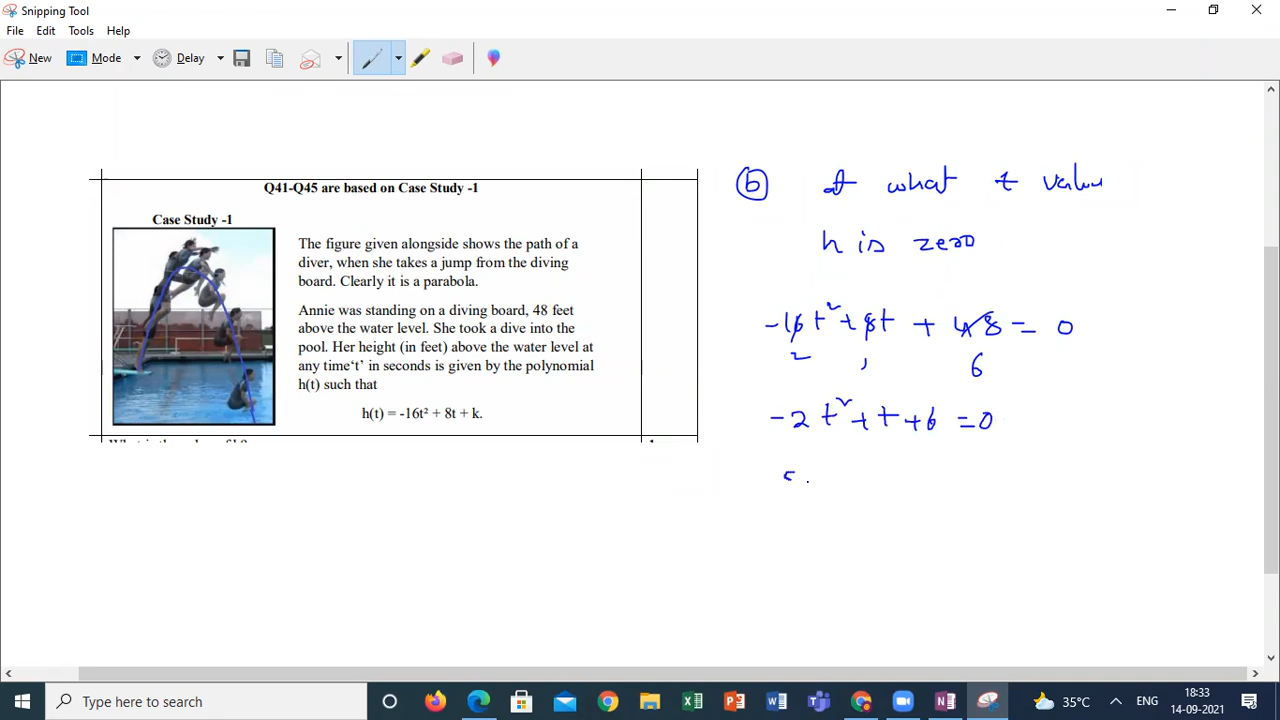 Snipping Tool
File Edit Tools Help
New Mode Delay
Q41-Q45 are based on Case Study -1
Case Study -1
The figure given alongside shows the path of a
diver, when she takes a jump from the diving
board. Clearly it is a parabola.
Annie was standing on a diving board, 48 feet
above the water level. She took a dive into the
pool. Her height (in feet) above the water level at
any time‘t’ in seconds is given by the polynomial
h(t) such that
h(t) = -16t² + 8t + k.
b At what t value
h is zero
-16t² + 8t + 48 = 0
2 1 6
-2t² + t + 6 = 0
Type here to search
35°C ENG 18:33
14-09-2021